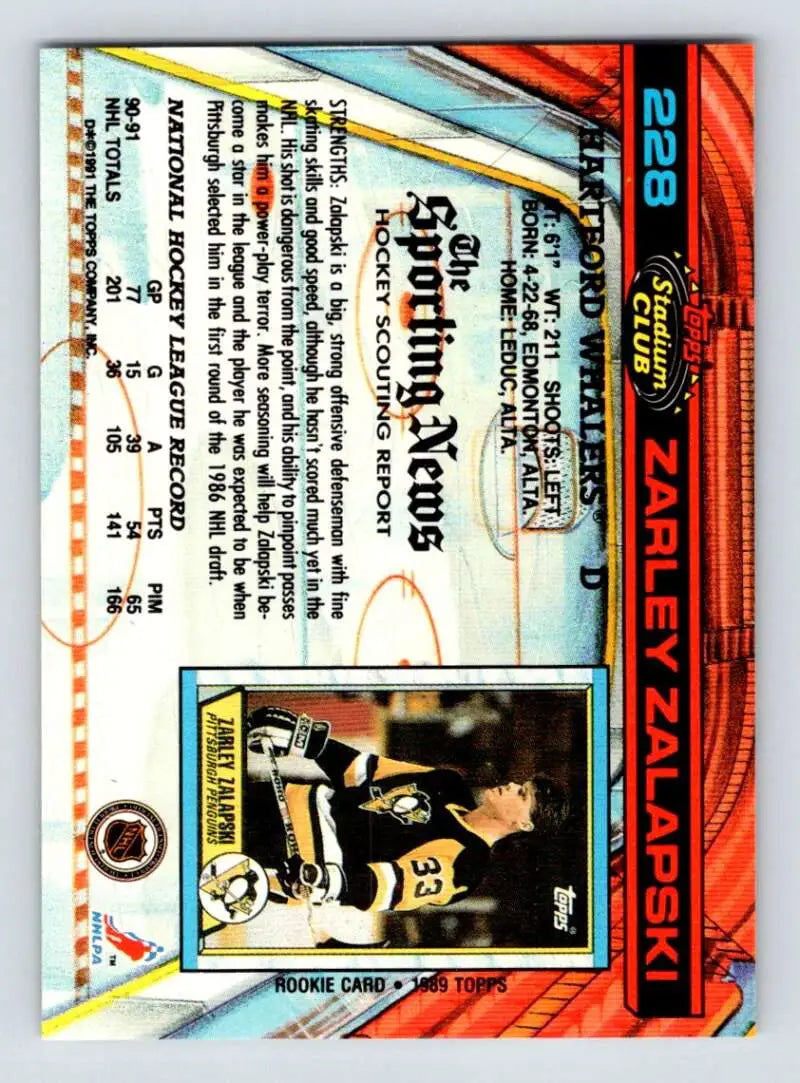 228
TOPPS
Stadium
CLUB
ZARLEY ZALAPSKI
HARTFORD WHALERS® D
HT: 6'1" WT: 211 SHOOTS: LEFT
BORN: 4-22-68, EDMONTON, ALTA.
HOME: LEDUC, ALTA.
The
Sporting News
HOCKEY SCOUTING REPORT
STRENGTHS: Zalapski is a big, strong offensive defenseman with fine
skating skills and good speed, although he hasn't scored much yet in the
NHL. His shot is dangerous from the point, and his ability to pinpoint passes
makes him a power-play terror. More seasoning will help Zalapski be-
come a star in the league and the player he was expected to be when
Pittsburgh selected him in the first round of the 1986 NHL draft.
NATIONAL HOCKEY LEAGUE RECORD
GP G A PTS PIM
90-91 77 15 39 54 65
NHL TOTALS 201 36 105 141 166
D*©1991 THE TOPPS COMPANY, INC.
TOPPS®
33
CCM
ZARLEY ZALAPSKI
PITTSBURGH PENGUINS
ROOKIE CARD • 1989 TOPPS
NHL
NHLPA
TM